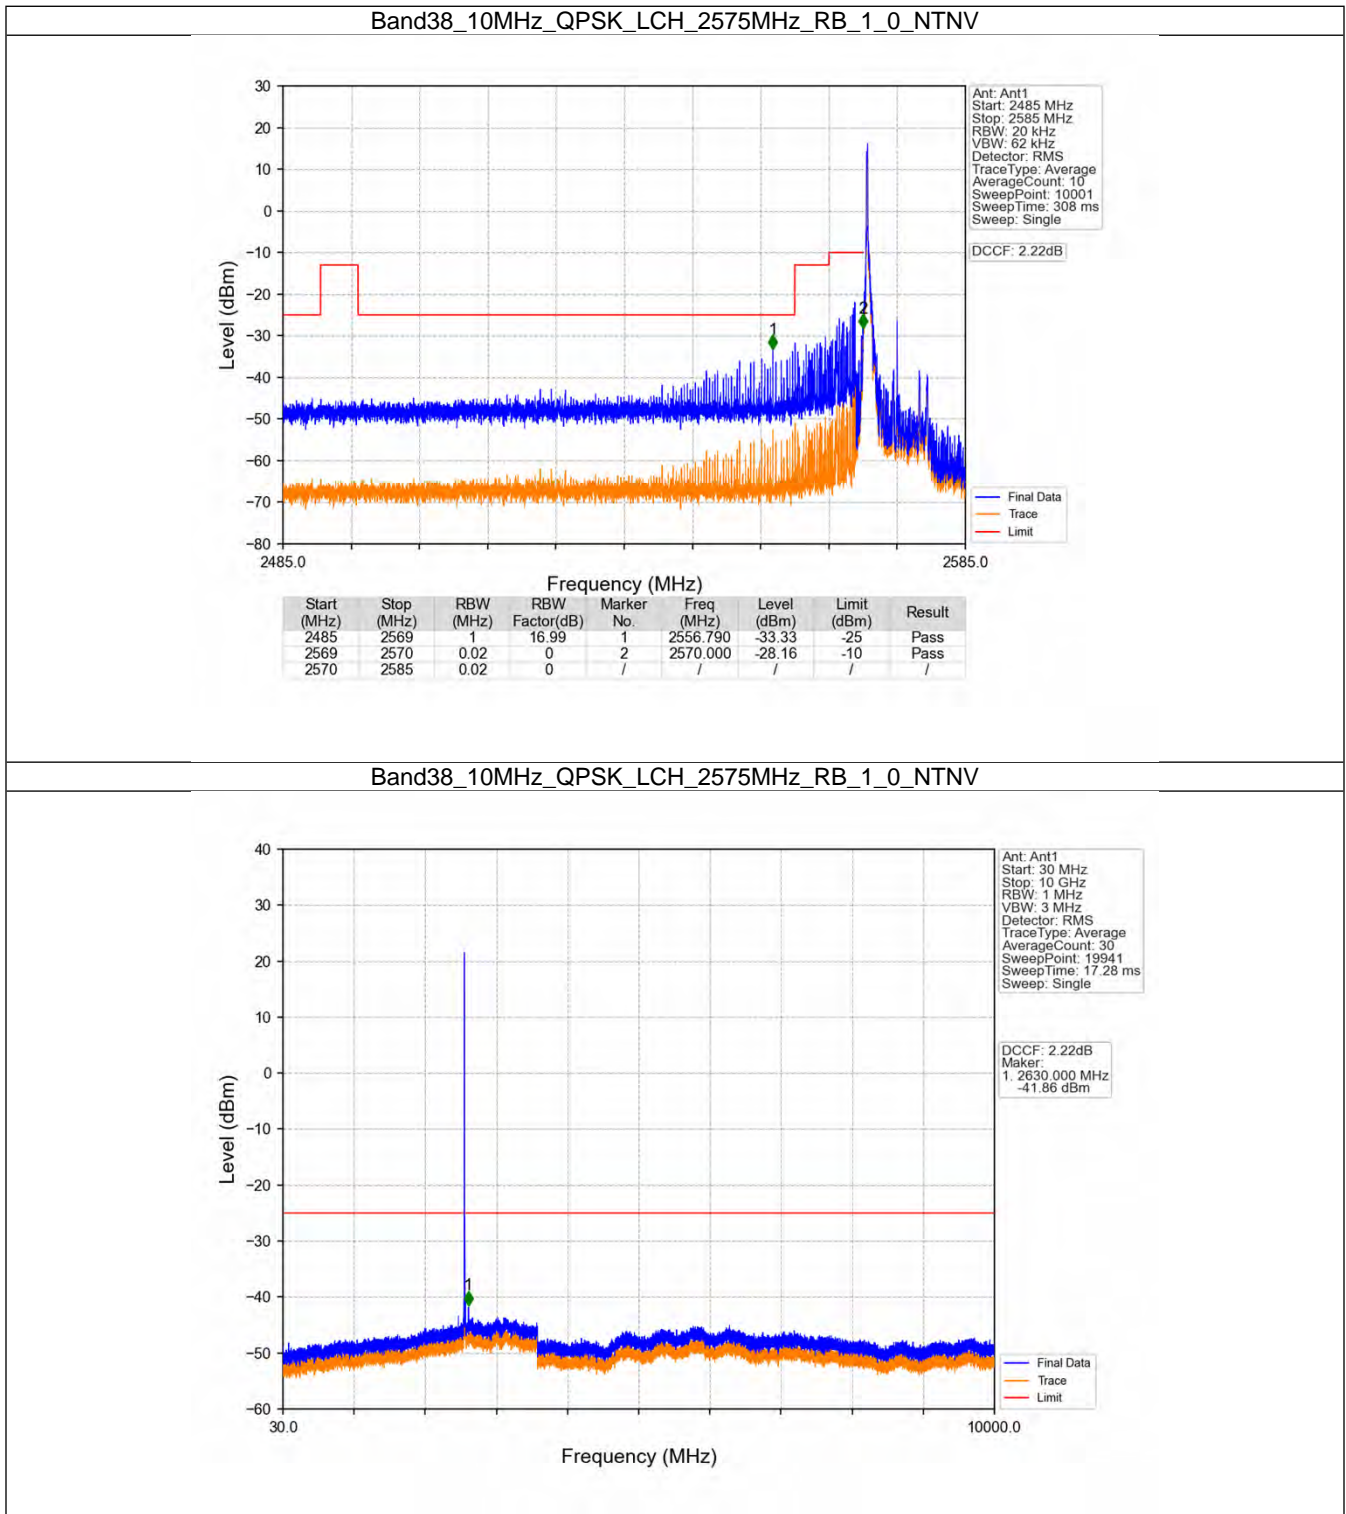 Band38_10MHz_QPSK_LCH_2575MHz_RB_1_0_NTNV
30
20
10
0
−10
−20
−30
−40
−50
−60
−70
−80
Level (dBm)
1
2
2485.0
2585.0
Frequency (MHz)
Ant: Ant1
Start: 2485 MHz
Stop: 2585 MHz
RBW: 20 kHz
VBW: 62 kHz
Detector: RMS
TraceType: Average
AverageCount: 10
SweepPoint: 10001
SweepTime: 308 ms
Sweep: Single
DCCF: 2.22dB
Final Data
Trace
Limit
Start (MHz) Stop (MHz) RBW (MHz) RBW Factor(dB) Marker No. Freq (MHz) Level (dBm) Limit (dBm) Result
2485 2569 1 16.99 1 2556.790 -33.33 -25 Pass
2569 2570 0.02 0 2 2570.000 -28.16 -10 Pass
2570 2585 0.02 0 / / / / /
Band38_10MHz_QPSK_LCH_2575MHz_RB_1_0_NTNV
40
30
20
10
0
−10
−20
−30
−40
−50
−60
Level (dBm)
1
30.0
10000.0
Frequency (MHz)
Ant: Ant1
Start: 30 MHz
Stop: 10 GHz
RBW: 1 MHz
VBW: 3 MHz
Detector: RMS
TraceType: Average
AverageCount: 30
SweepPoint: 19941
SweepTime: 17.28 ms
Sweep: Single
DCCF: 2.22dB
Maker:
1. 2630.000 MHz
-41.86 dBm
Final Data
Trace
Limit